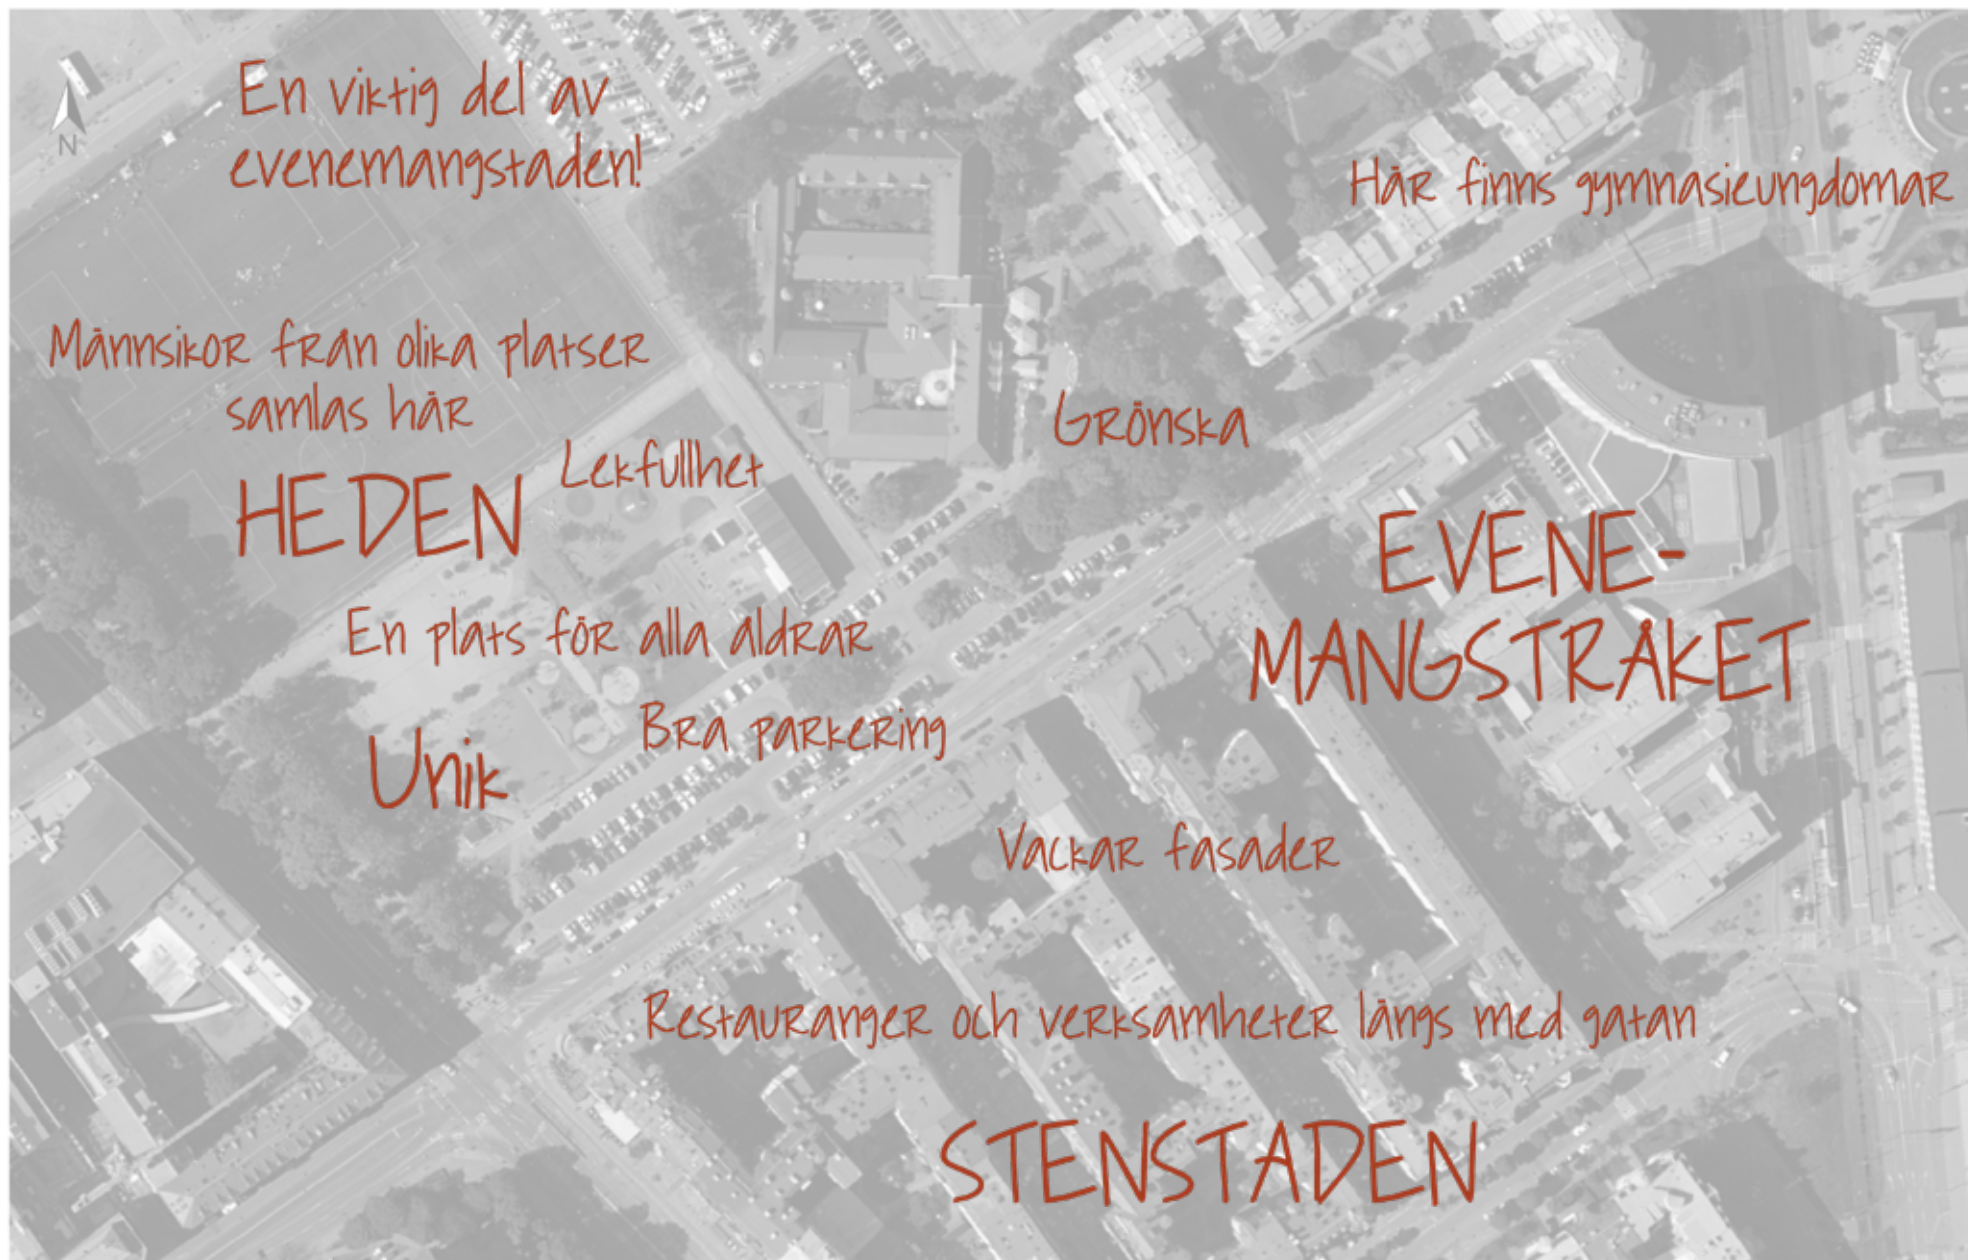 N
En viktig del av
evenemangstaden!
Här finns gymnasieungdomar
Männsikor från olika platser
samlas här
Grönska
Lekfullhet
HEDEN
EVENE-
MANGSTRÅKET
En plats för alla åldrar
Bra parkering
Unik
Vackar fasader
Restauranger och verksamheter längs med gatan
STENSTADEN